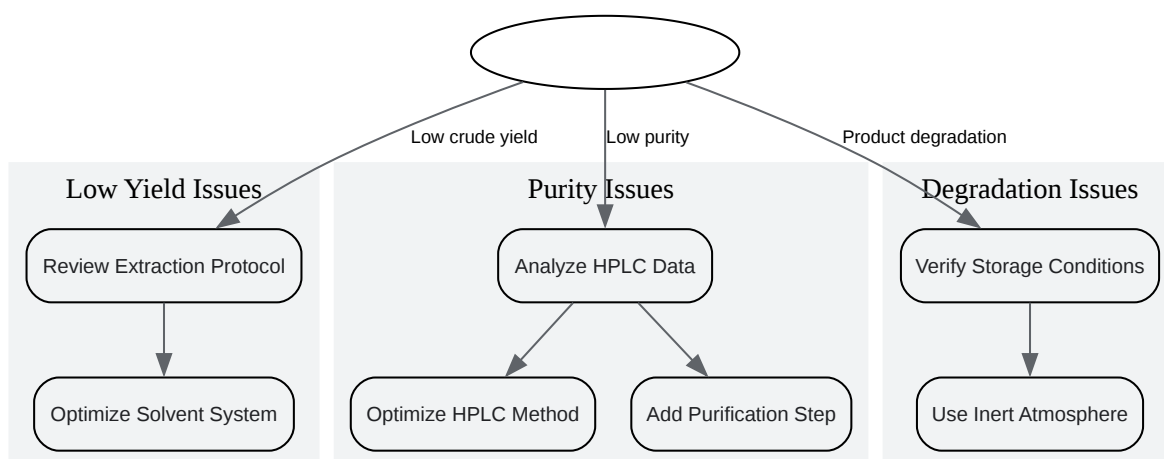 Low crude yield
Low purity
Product degradation
Low Yield Issues
Purity Issues
Degradation Issues
Review Extraction Protocol
Analyze HPLC Data
Verify Storage Conditions
Optimize Solvent System
Optimize HPLC Method
Add Purification Step
Use Inert Atmosphere